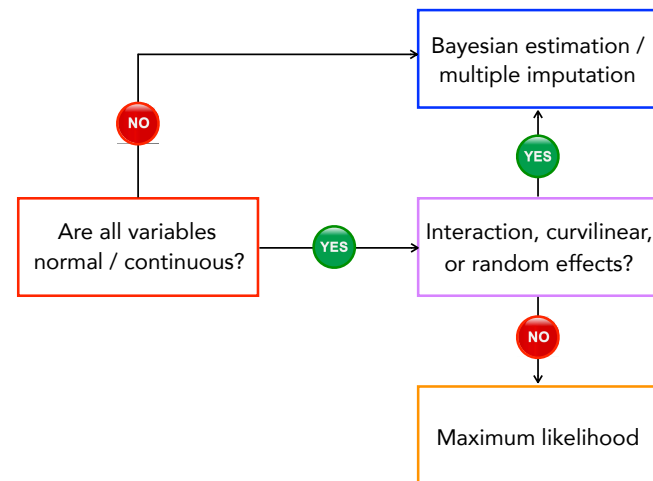 Bayesian estimation /
multiple imputation
NO
YES
Are all variables
normal / continuous?
YES
Interaction, curvilinear,
or random effects?
NO
Maximum likelihood